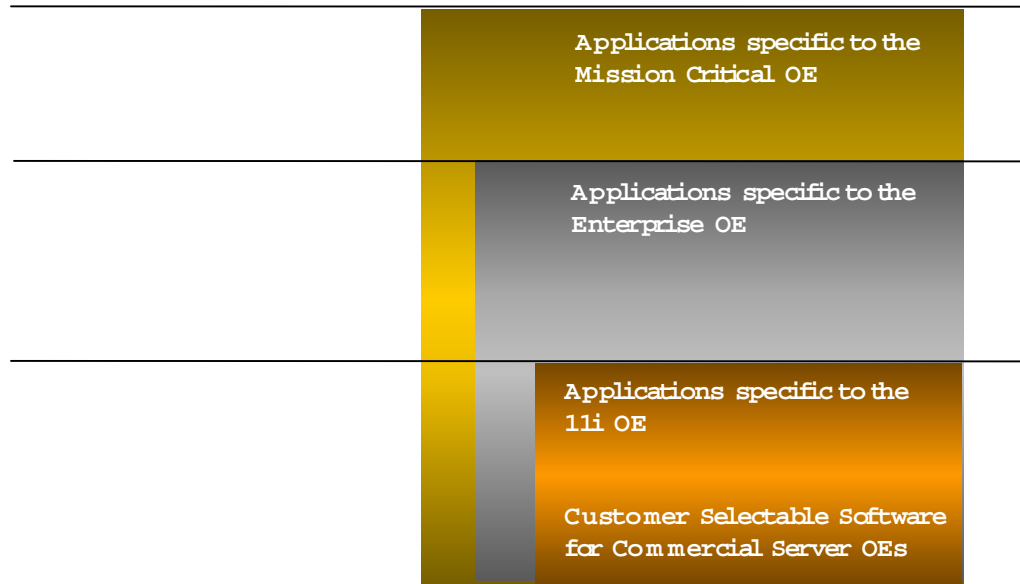 Applications specific to the
Mission Critical OE
Applications specific to the
Enterprise OE
Applications specific to the
11i OE
Customer Selectable Software
for Commercial Server OEs